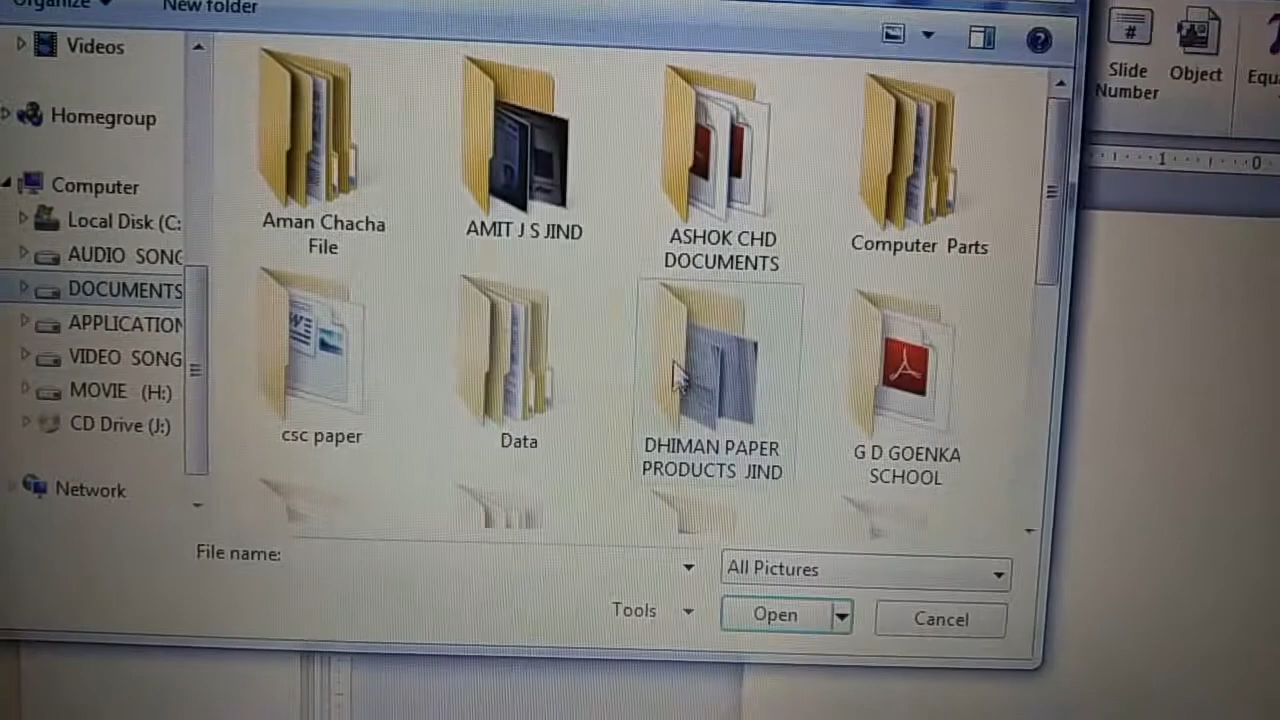 Organize
New folder
Videos
Homegroup
Computer
Local Disk (C:
AUDIO SONG
DOCUMENTS
APPLICATION
VIDEO SONG
MOVIE (H:)
CD Drive (J:)
Network
Aman Chacha
File
AMIT J S JIND
ASHOK CHD
DOCUMENTS
Computer Parts
csc paper
Data
DHIMAN PAPER
PRODUCTS JIND
G D GOENKA
SCHOOL
File name:
All Pictures
Tools
Open
Cancel
#
Slide
Number
Object
Equ
1
0